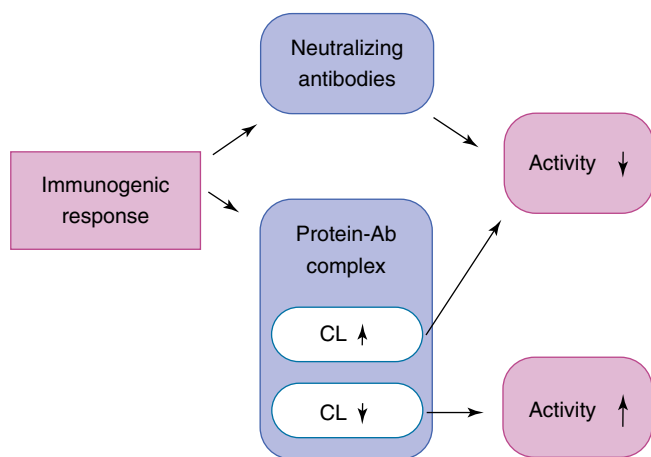 Neutralizing
antibodies
Immunogenic
response
Activity ↓
Protein-Ab
complex
CL ↑
CL ↓
Activity ↑